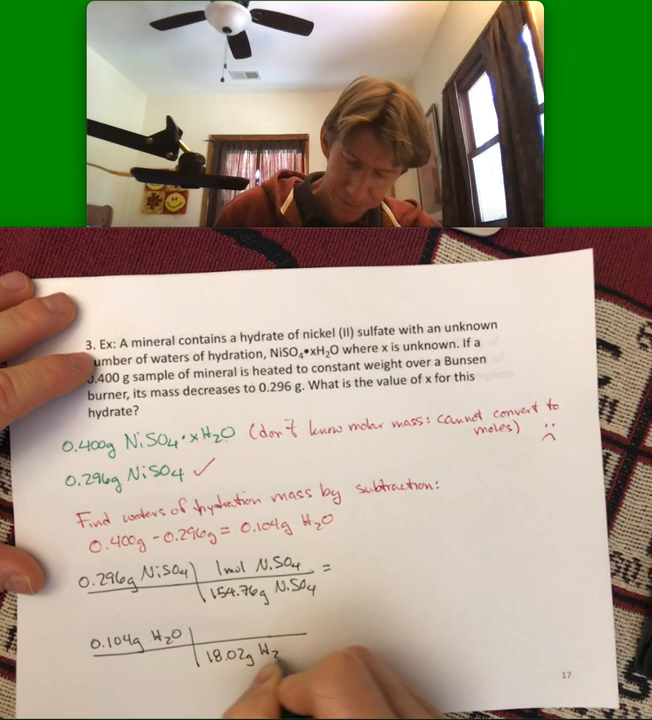 3. Ex: A mineral contains a hydrate of nickel (II) sulfate with an unknown
umber of waters of hydration, NiSO₄•xH₂O where x is unknown. If a
0.400 g sample of mineral is heated to constant weight over a Bunsen
burner, its mass decreases to 0.296 g. What is the value of x for this
hydrate?
0.400g NiSO₄•xH₂O (don't know molar mass: cannot convert to
moles) :(
0.296g NiSO₄ ✓
Find waters of hydration mass by subtraction:
0.400g - 0.296g = 0.104g H₂O
0.296g NiSO₄ | 1mol NiSO₄ =
154.76g NiSO₄
0.104g H₂O |
18.02g H₂
17